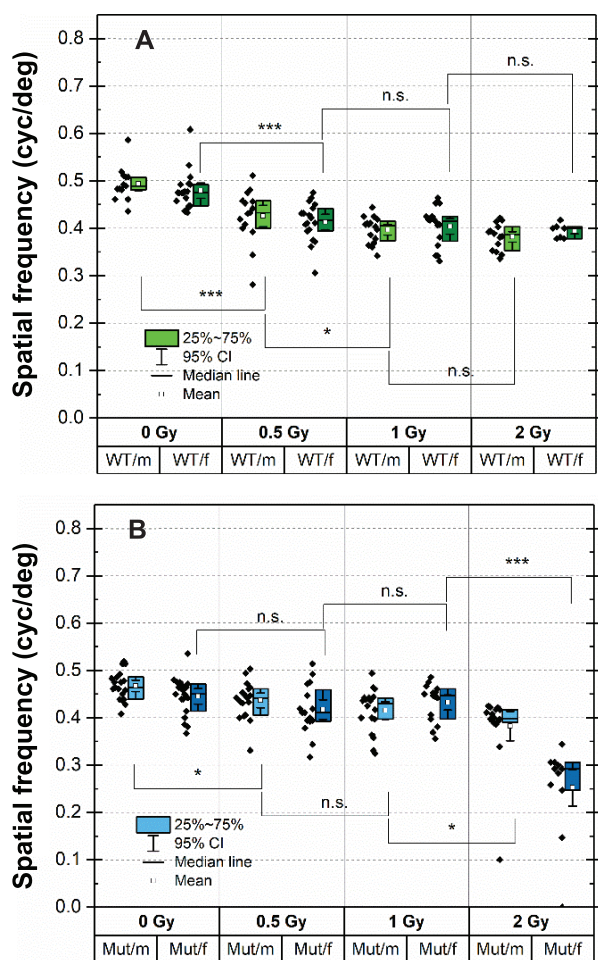 A
Spatial frequency (cyc/deg)
0.8
0.7
0.6
0.5
0.4
0.3
0.2
0.1
0.0
n.s.
n.s.
***
***
*
n.s.
25%~75%
95% CI
Median line
Mean
0 Gy 0.5 Gy 1 Gy 2 Gy
WT/m WT/f WT/m WT/f WT/m WT/f WT/m WT/f
B
Spatial frequency (cyc/deg)
0.8
0.7
0.6
0.5
0.4
0.3
0.2
0.1
0.0
***
n.s.
n.s.
*
n.s.
*
25%~75%
95% CI
Median line
Mean
0 Gy 0.5 Gy 1 Gy 2 Gy
Mut/m Mut/f Mut/m Mut/f Mut/m Mut/f Mut/m Mut/f